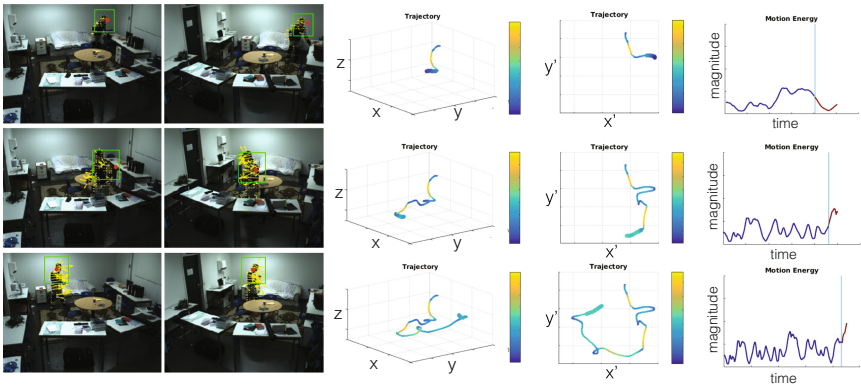 Trajectory
z
x
y
Trajectory
y'
x'
Motion Energy
magnitude
time
Trajectory
z
x
y
Trajectory
y'
x'
Motion Energy
magnitude
time
Trajectory
z
x
y
Trajectory
y'
x'
Motion Energy
magnitude
time